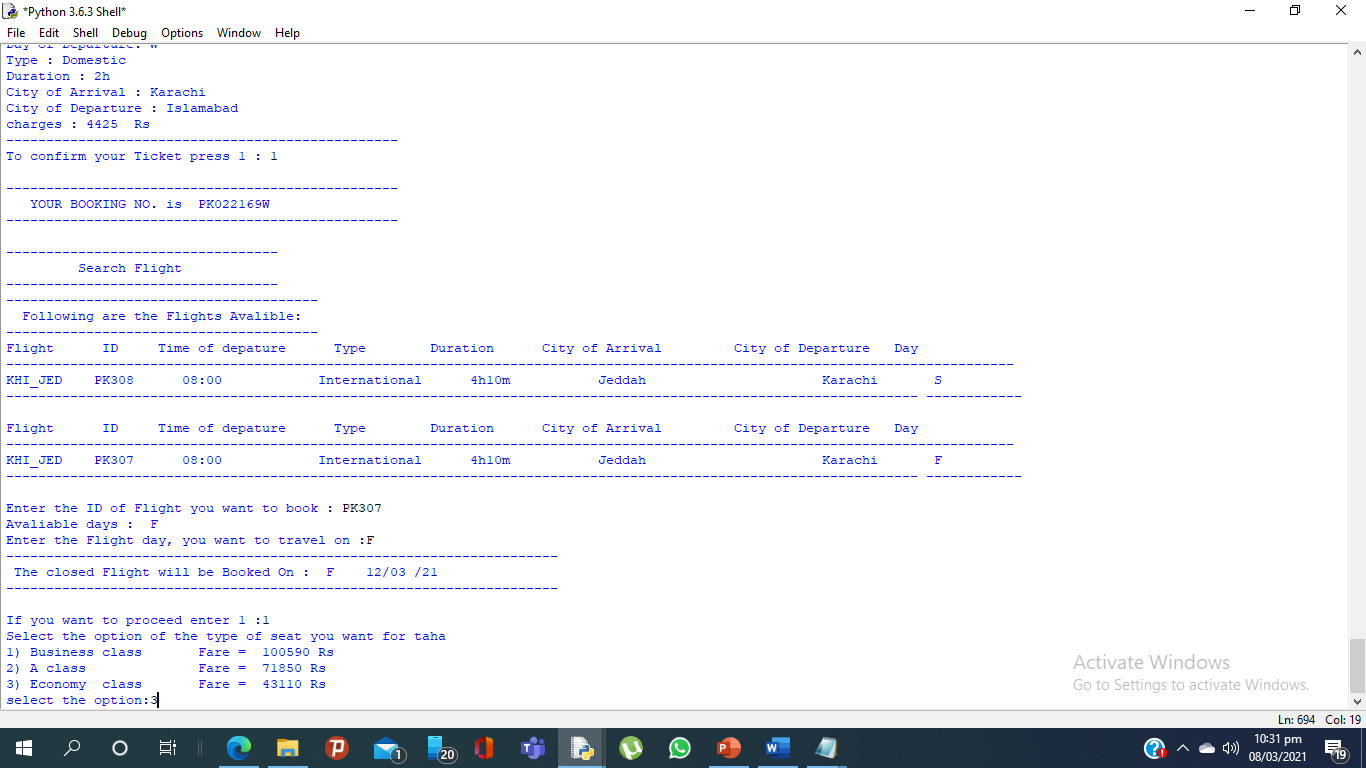 *Python 3.6.3 Shell*
File Edit Shell Debug Options Window Help
Day of Departure: W
Type : Domestic
Duration : 2h
City of Arrival : Karachi
City of Departure : Islamabad
charges : 4425  Rs
-------------------------------------------------
To confirm your Ticket press 1 : 1
-------------------------------------------------
   YOUR BOOKING NO. is  PK022169W
-------------------------------------------------
----------------------------------
         Search Flight
----------------------------------
---------------------------------------
  Following are the Flights Avalible:
---------------------------------------
Flight      ID     Time of depature      Type        Duration      City of Arrival         City of Departure   Day
------------------------------------------------------------------------------------------------------------------------------
KHI_JED    PK308      08:00            International      4h10m           Jeddah                      Karachi       S
------------------------------------------------------------------------------------------------------------------ ------------
Flight      ID     Time of depature      Type        Duration      City of Arrival         City of Departure   Day
------------------------------------------------------------------------------------------------------------------------------
KHI_JED    PK307      08:00            International      4h10m           Jeddah                      Karachi       F
------------------------------------------------------------------------------------------------------------------ ------------
Enter the ID of Flight you want to book : PK307
Avaliable days :  F
Enter the Flight day, you want to travel on :F
---------------------------------------------------------------------
 The closed Flight will be Booked On :  F    12/03 /21
---------------------------------------------------------------------
If you want to proceed enter 1 :1
Select the option of the type of seat you want for taha
1) Business class       Fare =  100590 Rs
2) A class              Fare =  71850 Rs
3) Economy  class       Fare =  43110 Rs
select the option:3
Activate Windows
Go to Settings to activate Windows.
Ln: 694 Col: 19
1
20
10:31 pm
08/03/2021
19